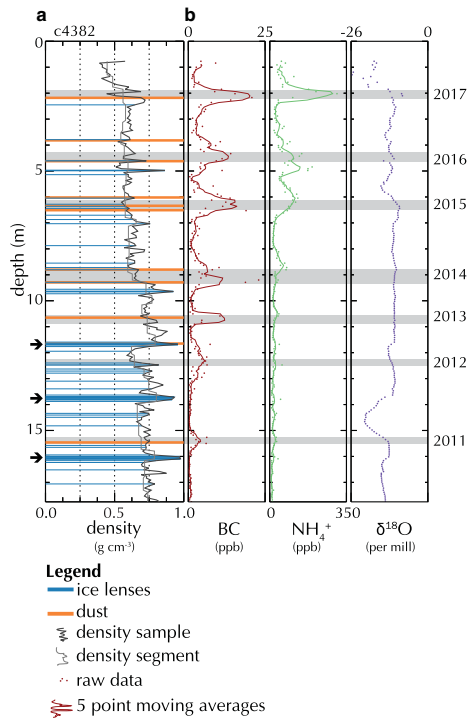 a
b
c4382
0
25
-26
0
0
5
10
15
depth (m)
2017
2016
2015
2014
2013
2012
2011
0.0
0.5
1.0
0
0
350
density
(g cm⁻³)
BC
(ppb)
NH₄⁺
(ppb)
δ¹⁸O
(per mill)
Legend
ice lenses
dust
density sample
density segment
raw data
5 point moving averages